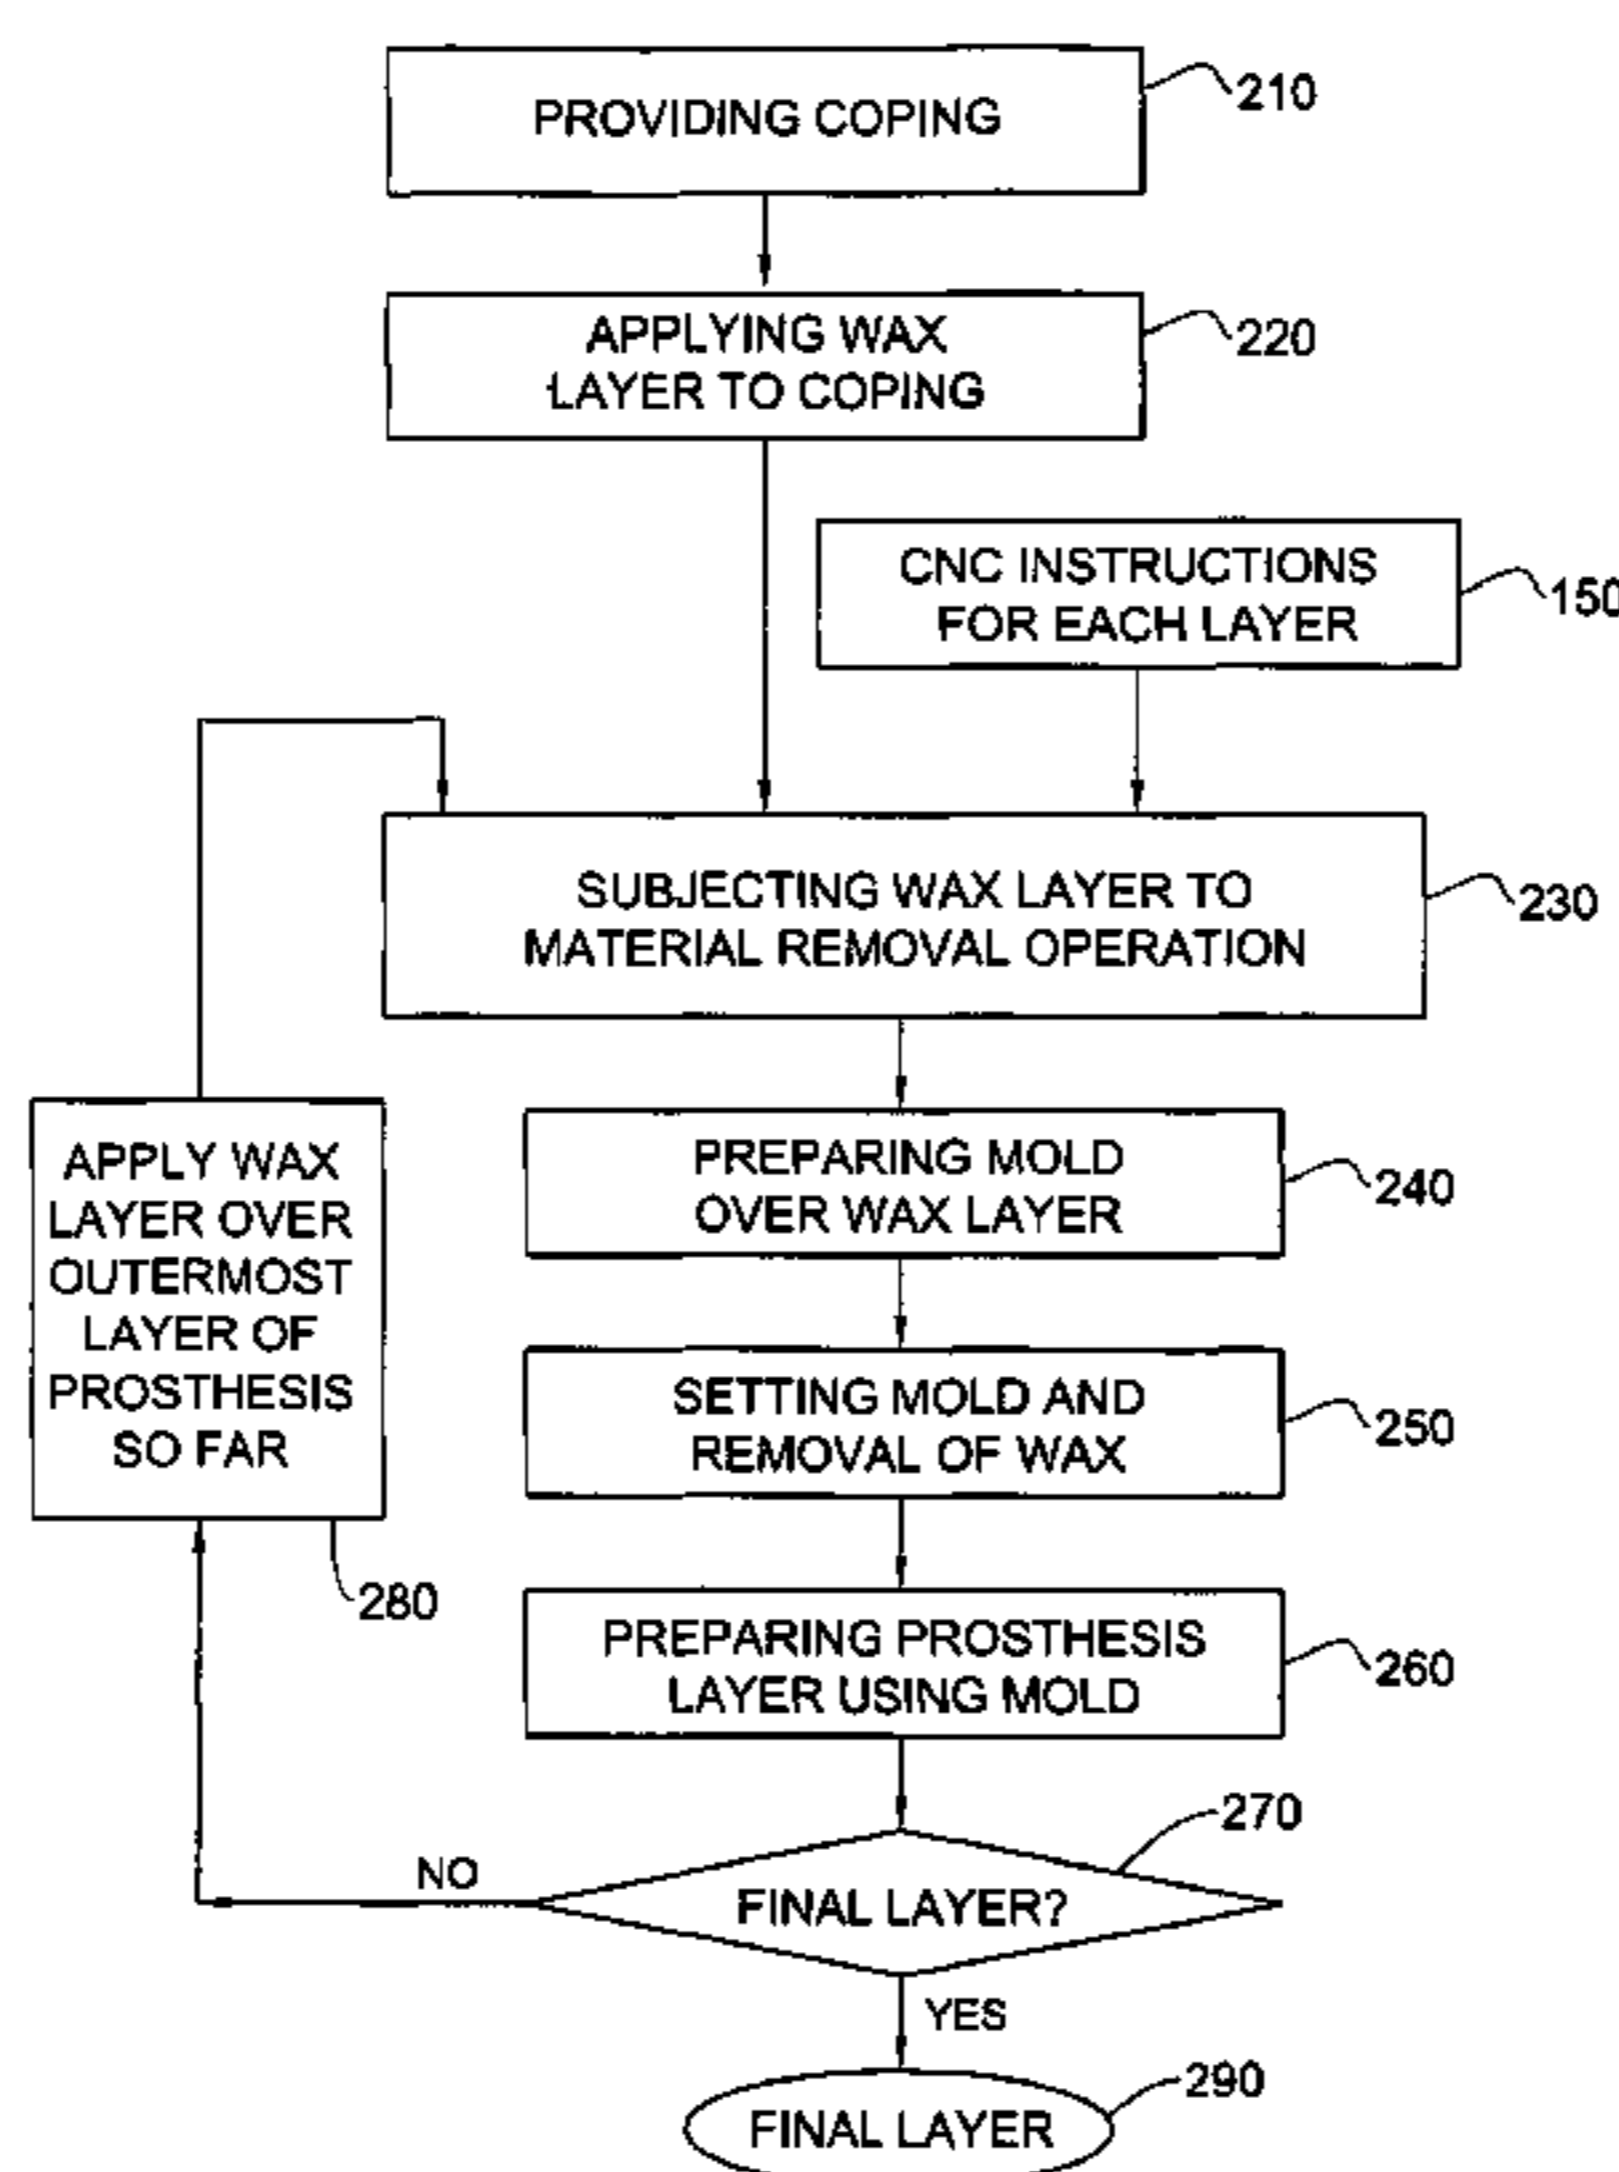 PROVIDING COPING
210
APPLYING WAX
LAYER TO COPING
220
CNC INSTRUCTIONS
FOR EACH LAYER
150
SUBJECTING WAX LAYER TO
MATERIAL REMOVAL OPERATION
230
APPLY WAX
LAYER OVER
OUTERMOST
LAYER OF
PROSTHESIS
SO FAR
280
PREPARING MOLD
OVER WAX LAYER
240
SETTING MOLD AND
REMOVAL OF WAX
250
PREPARING PROSTHESIS
LAYER USING MOLD
260
270
NO
FINAL LAYER?
YES
290
FINAL LAYER